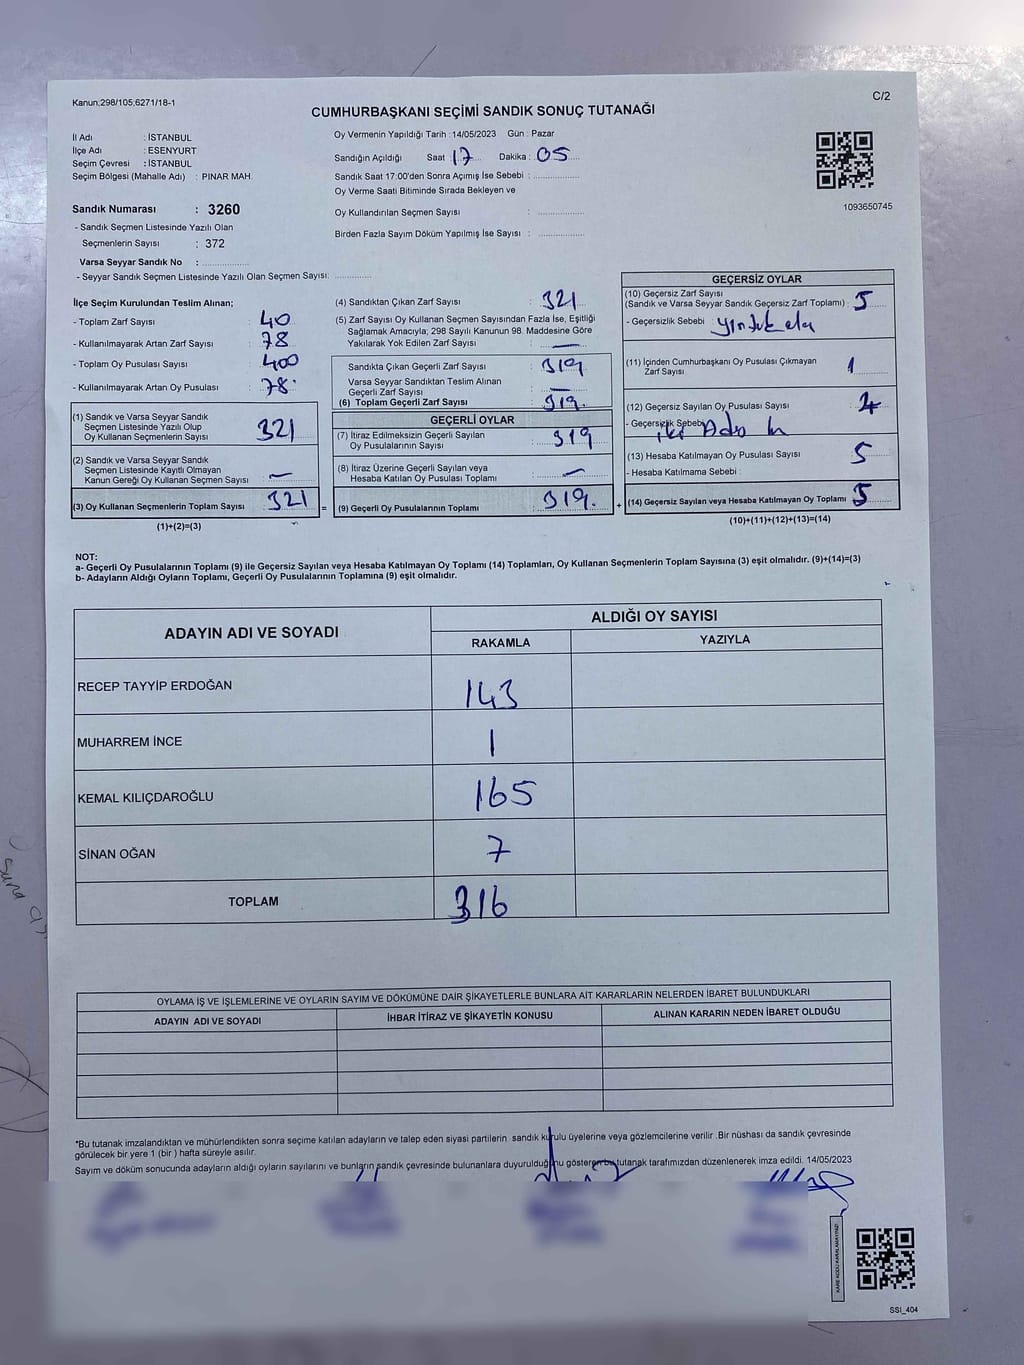 Kanun;298/105,6271/18-1
C/2
CUMHURBAŞKANI SEÇİMİ SANDIK SONUÇ TUTANAĞI
İl Adı : İSTANBUL
İlçe Adı : ESENYURT
Seçim Çevresi : İSTANBUL
Seçim Bölgesi (Mahalle Adı) : PINAR MAH.
Oy Vermenin Yapıldığı Tarih : 14/05/2023 Gün : Pazar
Sandığın Açıldığı Saat 17 Dakika : 05
Sandık Saat 17:00'den Sonra Açımış İse Sebebi :
Oy Verme Saati Bitiminde Sırada Bekleyen ve
Oy Kullandırılan Seçmen Sayısı :
Birden Fazla Sayım Döküm Yapılmış İse Sayısı :
1093650745
Sandık Numarası : 3260
- Sandık Seçmen Listesinde Yazılı Olan
Seçmenlerin Sayısı : 372
Varsa Seyyar Sandık No :
- Seyyar Sandık Seçmen Listesinde Yazılı Olan Seçmen Sayısı:
İlçe Seçim Kurulundan Teslim Alınan;
- Toplam Zarf Sayısı : 40
- Kullanılmayarak Artan Zarf Sayısı : 78
- Toplam Oy Pusulası Sayısı : 400
- Kullanılmayarak Artan Oy Pusulası : 78
(1) Sandık ve Varsa Seyyar Sandık
Seçmen Listesinde Yazılı Olup
Oy Kullanan Seçmenlerin Sayısı : 321
(2) Sandık ve Varsa Seyyar Sandık
Seçmen Listesinde Kayıtlı Olmayan
Kanun Gereği Oy Kullanan Seçmen Sayısı : —
(3) Oy Kullanan Seçmenlerin Toplam Sayısı : 321
(1)+(2)=(3)
(4) Sandıktan Çıkan Zarf Sayısı : 321
(5) Zarf Sayısı Oy Kullanan Seçmen Sayısından Fazla İse, Eşitliği
Sağlamak Amacıyla; 298 Sayılı Kanunun 98. Maddesine Göre
Yakılarak Yok Edilen Zarf Sayısı : —
Sandıkta Çıkan Geçerli Zarf Sayısı : 319
Varsa Seyyar Sandıktan Teslim Alınan
Geçerli Zarf Sayısı : —
(6) Toplam Geçerli Zarf Sayısı : 319.
GEÇERLİ OYLAR
(7) İtiraz Edilmeksizin Geçerli Sayılan
Oy Pusulalarının Sayısı : 319
(8) İtiraz Üzerine Geçerli Sayılan veya
Hesaba Katılan Oy Pusulası Toplamı : —
= (9) Geçerli Oy Pusulalarının Toplamı : 319.
GEÇERSİZ OYLAR
(10) Geçersiz Zarf Sayısı
(Sandık ve Varsa Seyyar Sandık Geçersiz Zarf Toplamı) : 5
- Geçersizlik Sebebi :
(11) İçinden Cumhurbaşkanı Oy Pusulası Çıkmayan
Zarf Sayısı : 1
(12) Geçersiz Sayılan Oy Pusulası Sayısı :
- Geçersizlik Sebebi : iki
(13) Hesaba Katılmayan Oy Pusulası Sayısı : 5
- Hesaba Katılmama Sebebi :
+ (14) Geçersiz Sayılan veya Hesaba Katılmayan Oy Toplamı : 5
(10)+(11)+(12)+(13)=(14)
NOT:
a- Geçerli Oy Pusulalarının Toplamı (9) ile Geçersiz Sayılan veya Hesaba Katılmayan Oy Toplamı (14) Toplamları, Oy Kullanan Seçmenlerin Toplam Sayısına (3) eşit olmalıdır. (9)+(14)=(3)
b- Adayların Aldığı Oyların Toplamı, Geçerli Oy Pusulalarının Toplamına (9) eşit olmalıdır.
ADAYIN ADI VE SOYADI
ALDIĞI OY SAYISI
RAKAMLA YAZIYLA
RECEP TAYYİP ERDOĞAN 143
MUHARREM İNCE 1
KEMAL KILIÇDAROĞLU 165
SİNAN OĞAN 7
TOPLAM 316
OYLAMA İŞ VE İŞLEMLERİNE VE OYLARIN SAYIM VE DÖKÜMÜNE DAİR ŞİKAYETLERLE BUNLARA AİT KARARLARIN NELERDEN İBARET BULUNDUKLARI
ADAYIN ADI VE SOYADI İHBAR İTİRAZ VE ŞİKAYETİN KONUSU ALINAN KARARIN NEDEN İBARET OLDUĞU
*Bu tutanak imzalandıktan ve mühürlendikten sonra seçime katılan adayların ve talep eden siyasi partilerin sandık kurulu üyelerine veya gözlemcilerine verilir .Bir nüshası da sandık çevresinde
görülecek bir yere 1 (bir ) hafta süreyle asılır.
Sayım ve döküm sonucunda adayların aldığı oyların sayılarını ve bunların sandık çevresinde bulunanlara duyurulduğunu gösteren bu tutanak tarafımızdan düzenlenerek imza edildi. 14/05/2023
KARE KODU KARALAMAYINIZ!
SSI_404